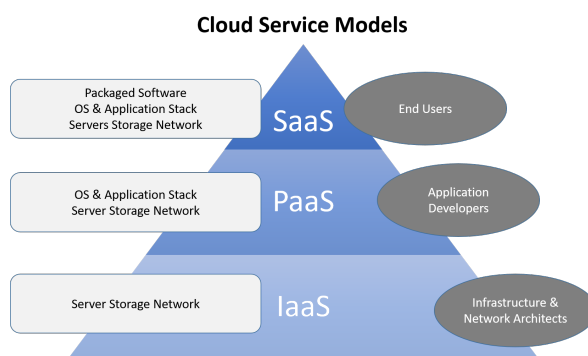 Cloud Service Models
Packaged Software
OS & Application Stack
Servers Storage Network
SaaS
End Users
OS & Application Stack
Server Storage Network
PaaS
Application
Developers
Server Storage Network
IaaS
Infrastructure &
Network Architects